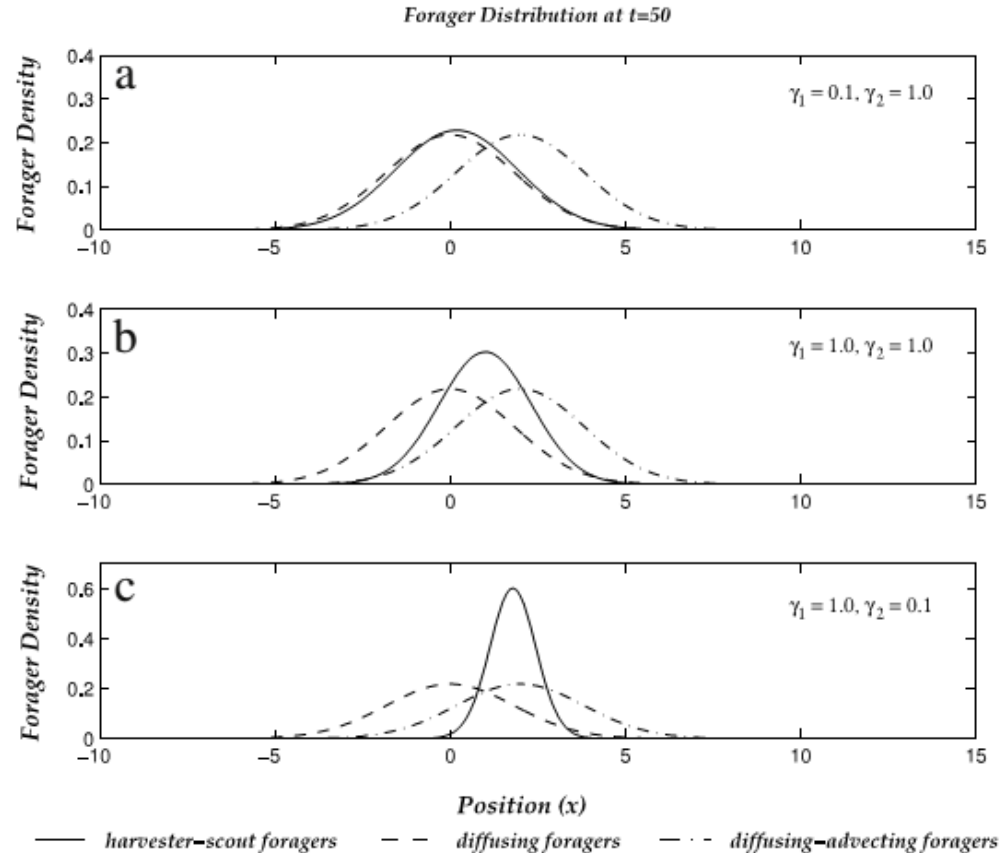 Forager Distribution at t=50
a
γ1 = 0.1, γ2 = 1.0
Forager Density
0.4
0.3
0.2
0.1
0
−10 −5 0 5 10 15
b
γ1 = 1.0, γ2 = 1.0
Forager Density
0.4
0.3
0.2
0.1
0
−10 −5 0 5 10 15
c
γ1 = 1.0, γ2 = 0.1
Forager Density
0.6
0.4
0.2
0
−10 −5 0 5 10 15
Position (x)
harvester−scout foragers diffusing foragers diffusing−advecting foragers